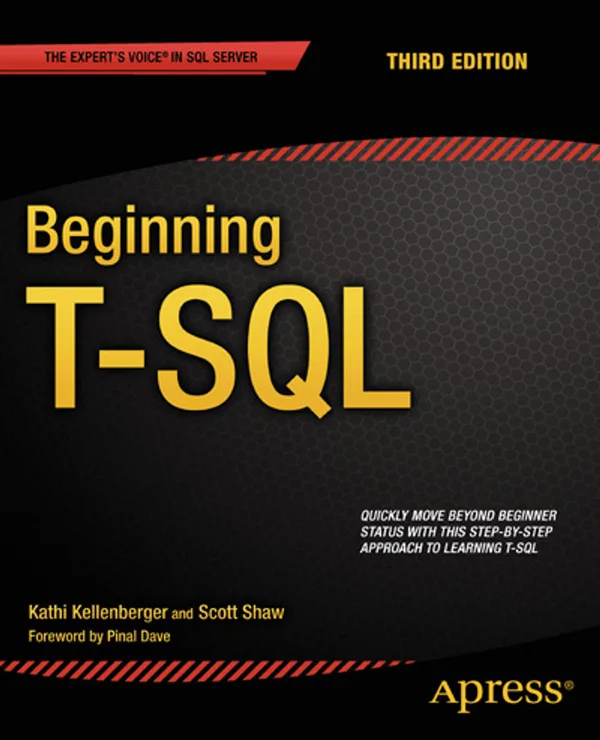 THE EXPERT'S VOICE® IN SQL SERVER
THIRD EDITION
Beginning
T-SQL
QUICKLY MOVE BEYOND BEGINNER
STATUS WITH THIS STEP-BY-STEP
APPROACH TO LEARNING T-SQL
Kathi Kellenberger and Scott Shaw
Foreword by Pinal Dave
Apress®